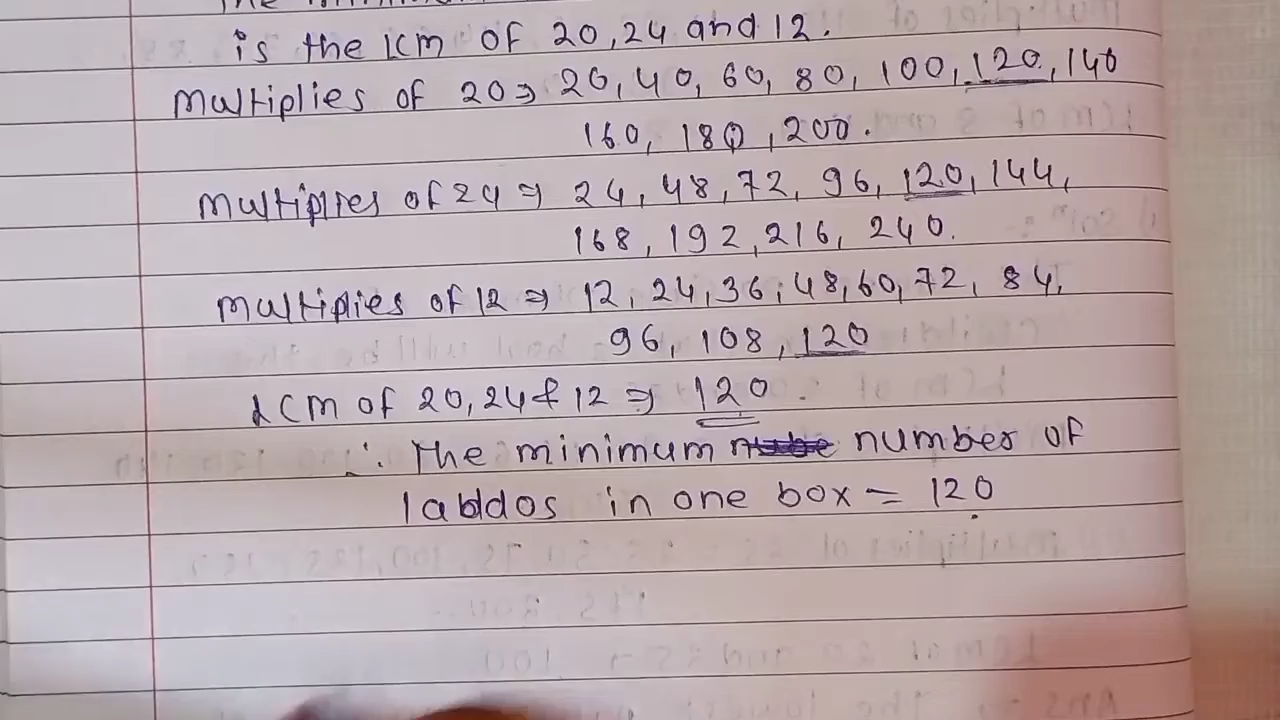 is the LCM of 20, 24 and 12.
Multiplies of 20 ⇒ 20, 40, 60, 80, 100, 120, 140
160, 180, 200.
Multiplies of 24 ⇒ 24, 48, 72, 96, 120, 144,
168, 192, 216, 240.
Multiplies of 12 ⇒ 12, 24, 36, 48, 60, 72, 84,
96, 108, 120
LCM of 20, 24 & 12 ⇒ 120.
∴ The minimum number of
labddos in one box = 120